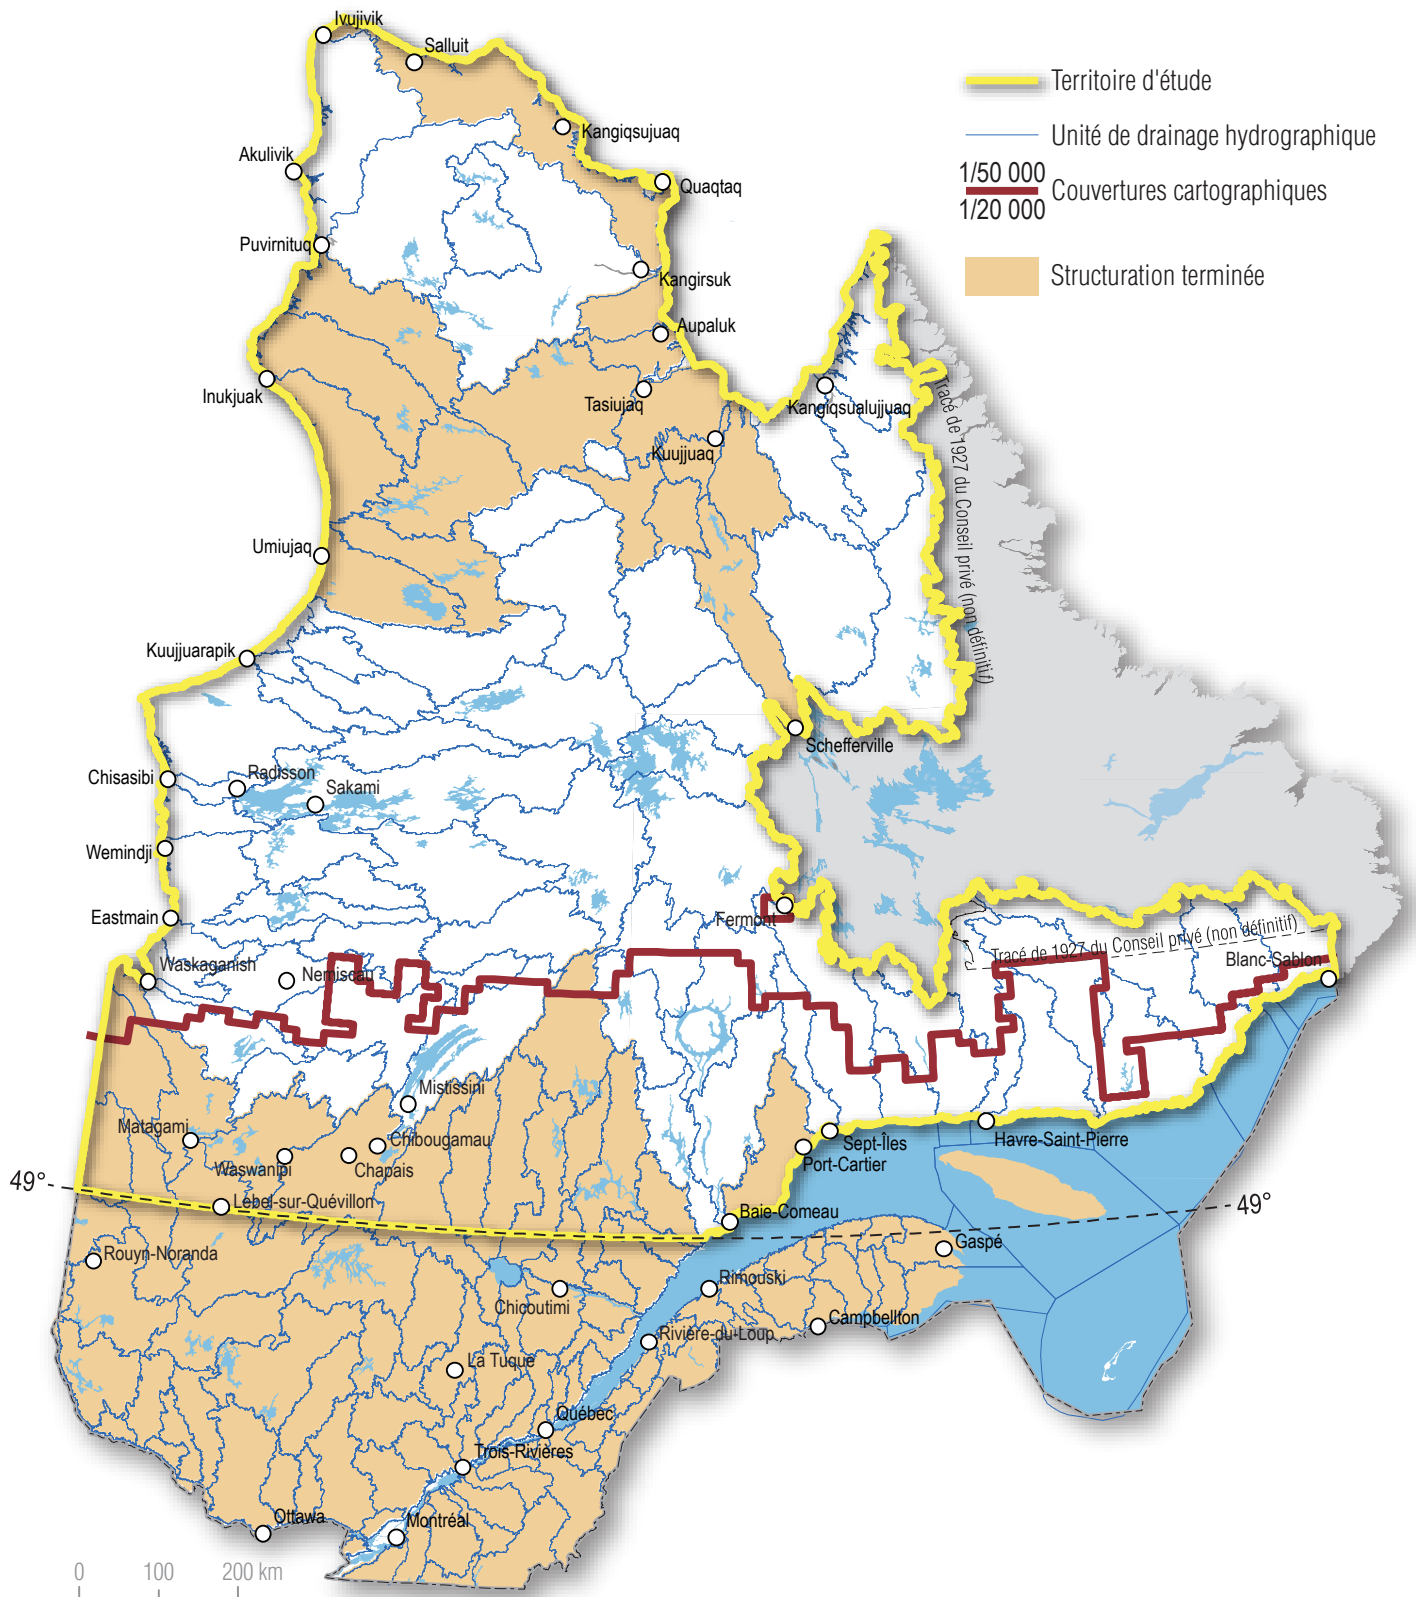 Ivujivik
Salluit
Territoire d'étude
Kangiqsujuaq
Unité de drainage hydrographique
Akulivik
1/50 000
Couvertures cartographiques
1/20 000
Quaqtaq
Puvirnituq
Kangirsuk
Structuration terminée
Aupaluk
Inukjuak
Tasiujaq
Kangiqsualujjuaq
Kuujjuaq
Tracé de 1927 du Conseil privé (non définitif)
Umiujaq
Kuujjuarapik
Schefferville
Chisasibi
Radisson
Sakami
Wemindji
Eastmain
Fermont
Tracé de 1927 du Conseil privé (non définitif)
Blanc-Sablon
Waskaganish
Nemiscau
Mistissini
Matagami
Chibougamau
Sept-Îles
Havre-Saint-Pierre
Waswanipi
Chapais
Port-Cartier
49°
Lebel-sur-Quévillon
Baie-Comeau
49°
Rouyn-Noranda
Gaspé
Chicoutimi
Rimouski
Campbellton
Rivière-du-Loup
La Tuque
Québec
Trois-Rivières
Ottawa
Montréal
0 100 200 km